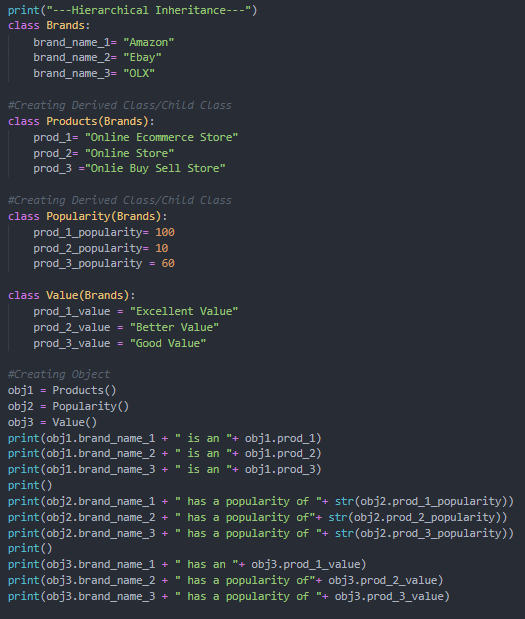 print("---Hierarchical Inheritance---")
class Brands:
    brand_name_1= "Amazon"
    brand_name_2= "Ebay"
    brand_name_3= "OLX"

#Creating Derived Class/Child Class
class Products(Brands):
    prod_1= "Online Ecommerce Store"
    prod_2= "Online Store"
    prod_3 ="Onlie Buy Sell Store"

#Creating Derived Class/Child Class
class Popularity(Brands):
    prod_1_popularity= 100
    prod_2_popularity= 10
    prod_3_popularity = 60

class Value(Brands):
    prod_1_value = "Excellent Value"
    prod_2_value = "Better Value"
    prod_3_value = "Good Value"

#Creating Object
obj1 = Products()
obj2 = Popularity()
obj3 = Value()
print(obj1.brand_name_1 + " is an "+ obj1.prod_1)
print(obj1.brand_name_2 + " is an "+ obj1.prod_2)
print(obj1.brand_name_3 + " is an "+ obj1.prod_3)
print()
print(obj2.brand_name_1 + " has a popularity of "+ str(obj2.prod_1_popularity))
print(obj2.brand_name_2 + " has a popularity of"+ str(obj2.prod_2_popularity))
print(obj2.brand_name_3 + " has a popularity of "+ str(obj2.prod_3_popularity))
print()
print(obj3.brand_name_1 + " has an "+ obj3.prod_1_value)
print(obj3.brand_name_2 + " has a popularity of"+ obj3.prod_2_value)
print(obj3.brand_name_3 + " has a popularity of "+ obj3.prod_3_value)